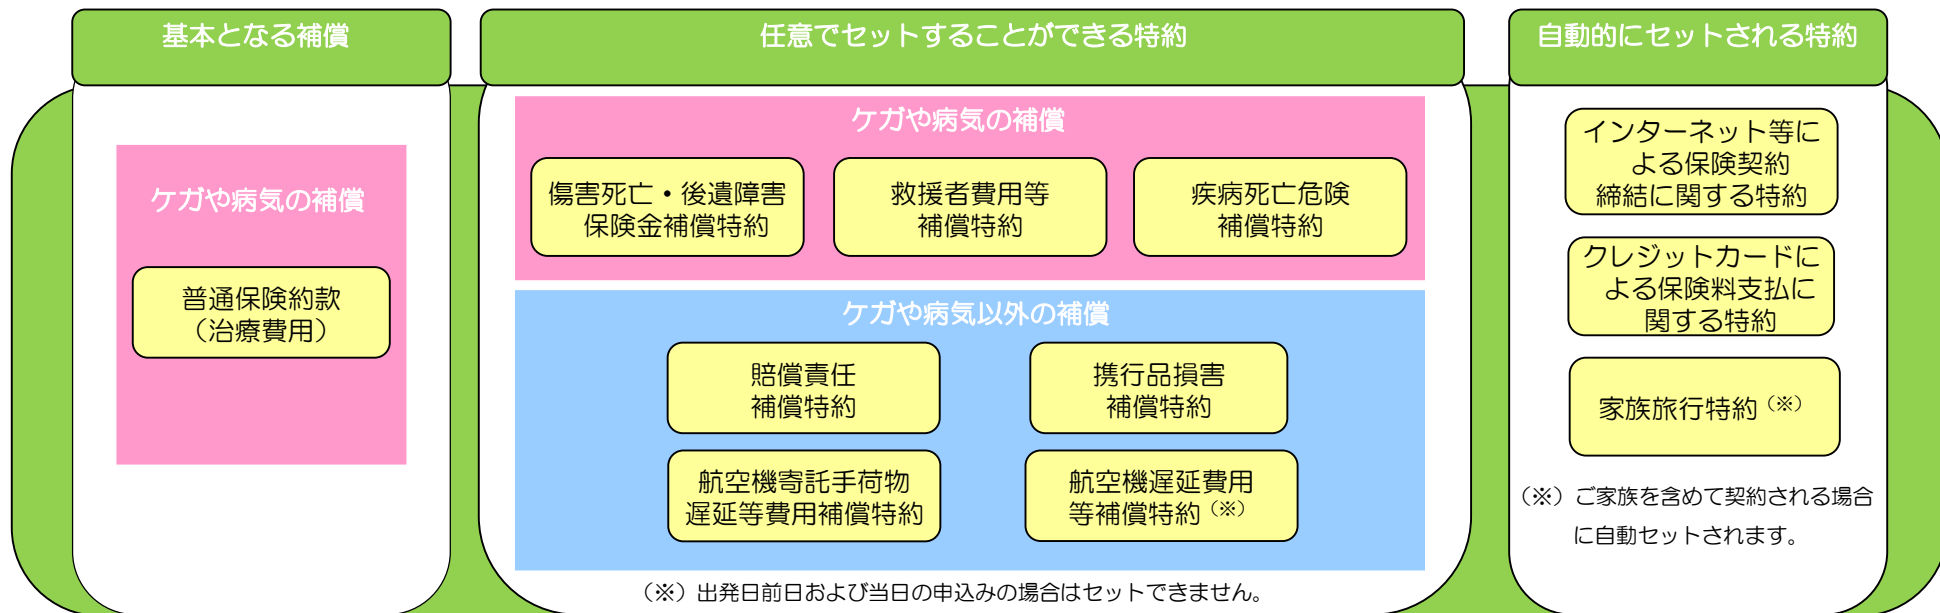 基本となる補償
ケガや病気の補償
普通保険約款
（治療費用）
任意でセットすることができる特約
ケガや病気の補償
傷害死亡・後遺障害
保険金補償特約
救援者費用等
補償特約
疾病死亡危険
補償特約
ケガや病気以外の補償
賠償責任
補償特約
携行品損害
補償特約
航空機寄託手荷物
遅延等費用補償特約
航空機遅延費用
等補償特約（※）
（※）出発日前日および当日の申込みの場合はセットできません。
自動的にセットされる特約
インターネット等に
よる保険契約
締結に関する特約
クレジットカードに
よる保険料支払に
関する特約
家族旅行特約（※）
（※）ご家族を含めて契約される場合
に自動セットされます。